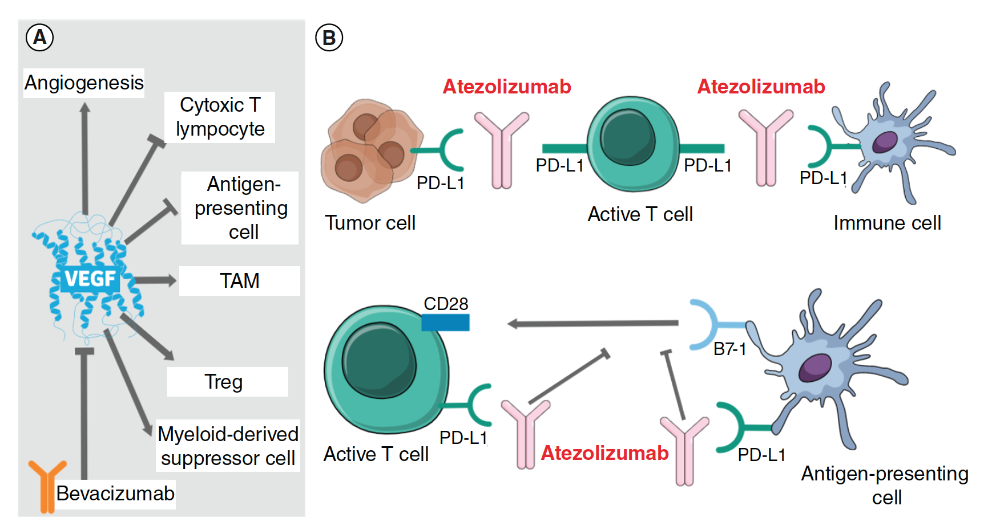 A
Angiogenesis
Cytoxic T
lympocyte
Antigen-
presenting
cell
TAM
VEGF
Treg
Myeloid-derived
suppressor cell
Bevacizumab
B
Atezolizumab
Atezolizumab
PD-L1
PD-L1
PD-L1
PD-L1
Tumor cell
Active T cell
Immune cell
CD28
B7-1
PD-L1
Active T cell
Atezolizumab
PD-L1
Antigen-presenting
cell